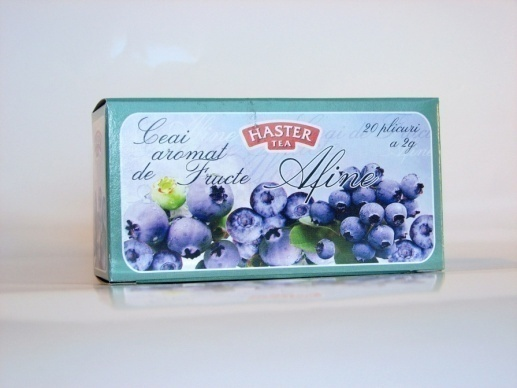 Ceai
aromat
de Fructe
HASTER
TEA
Afine
20 plicuri
a 2g